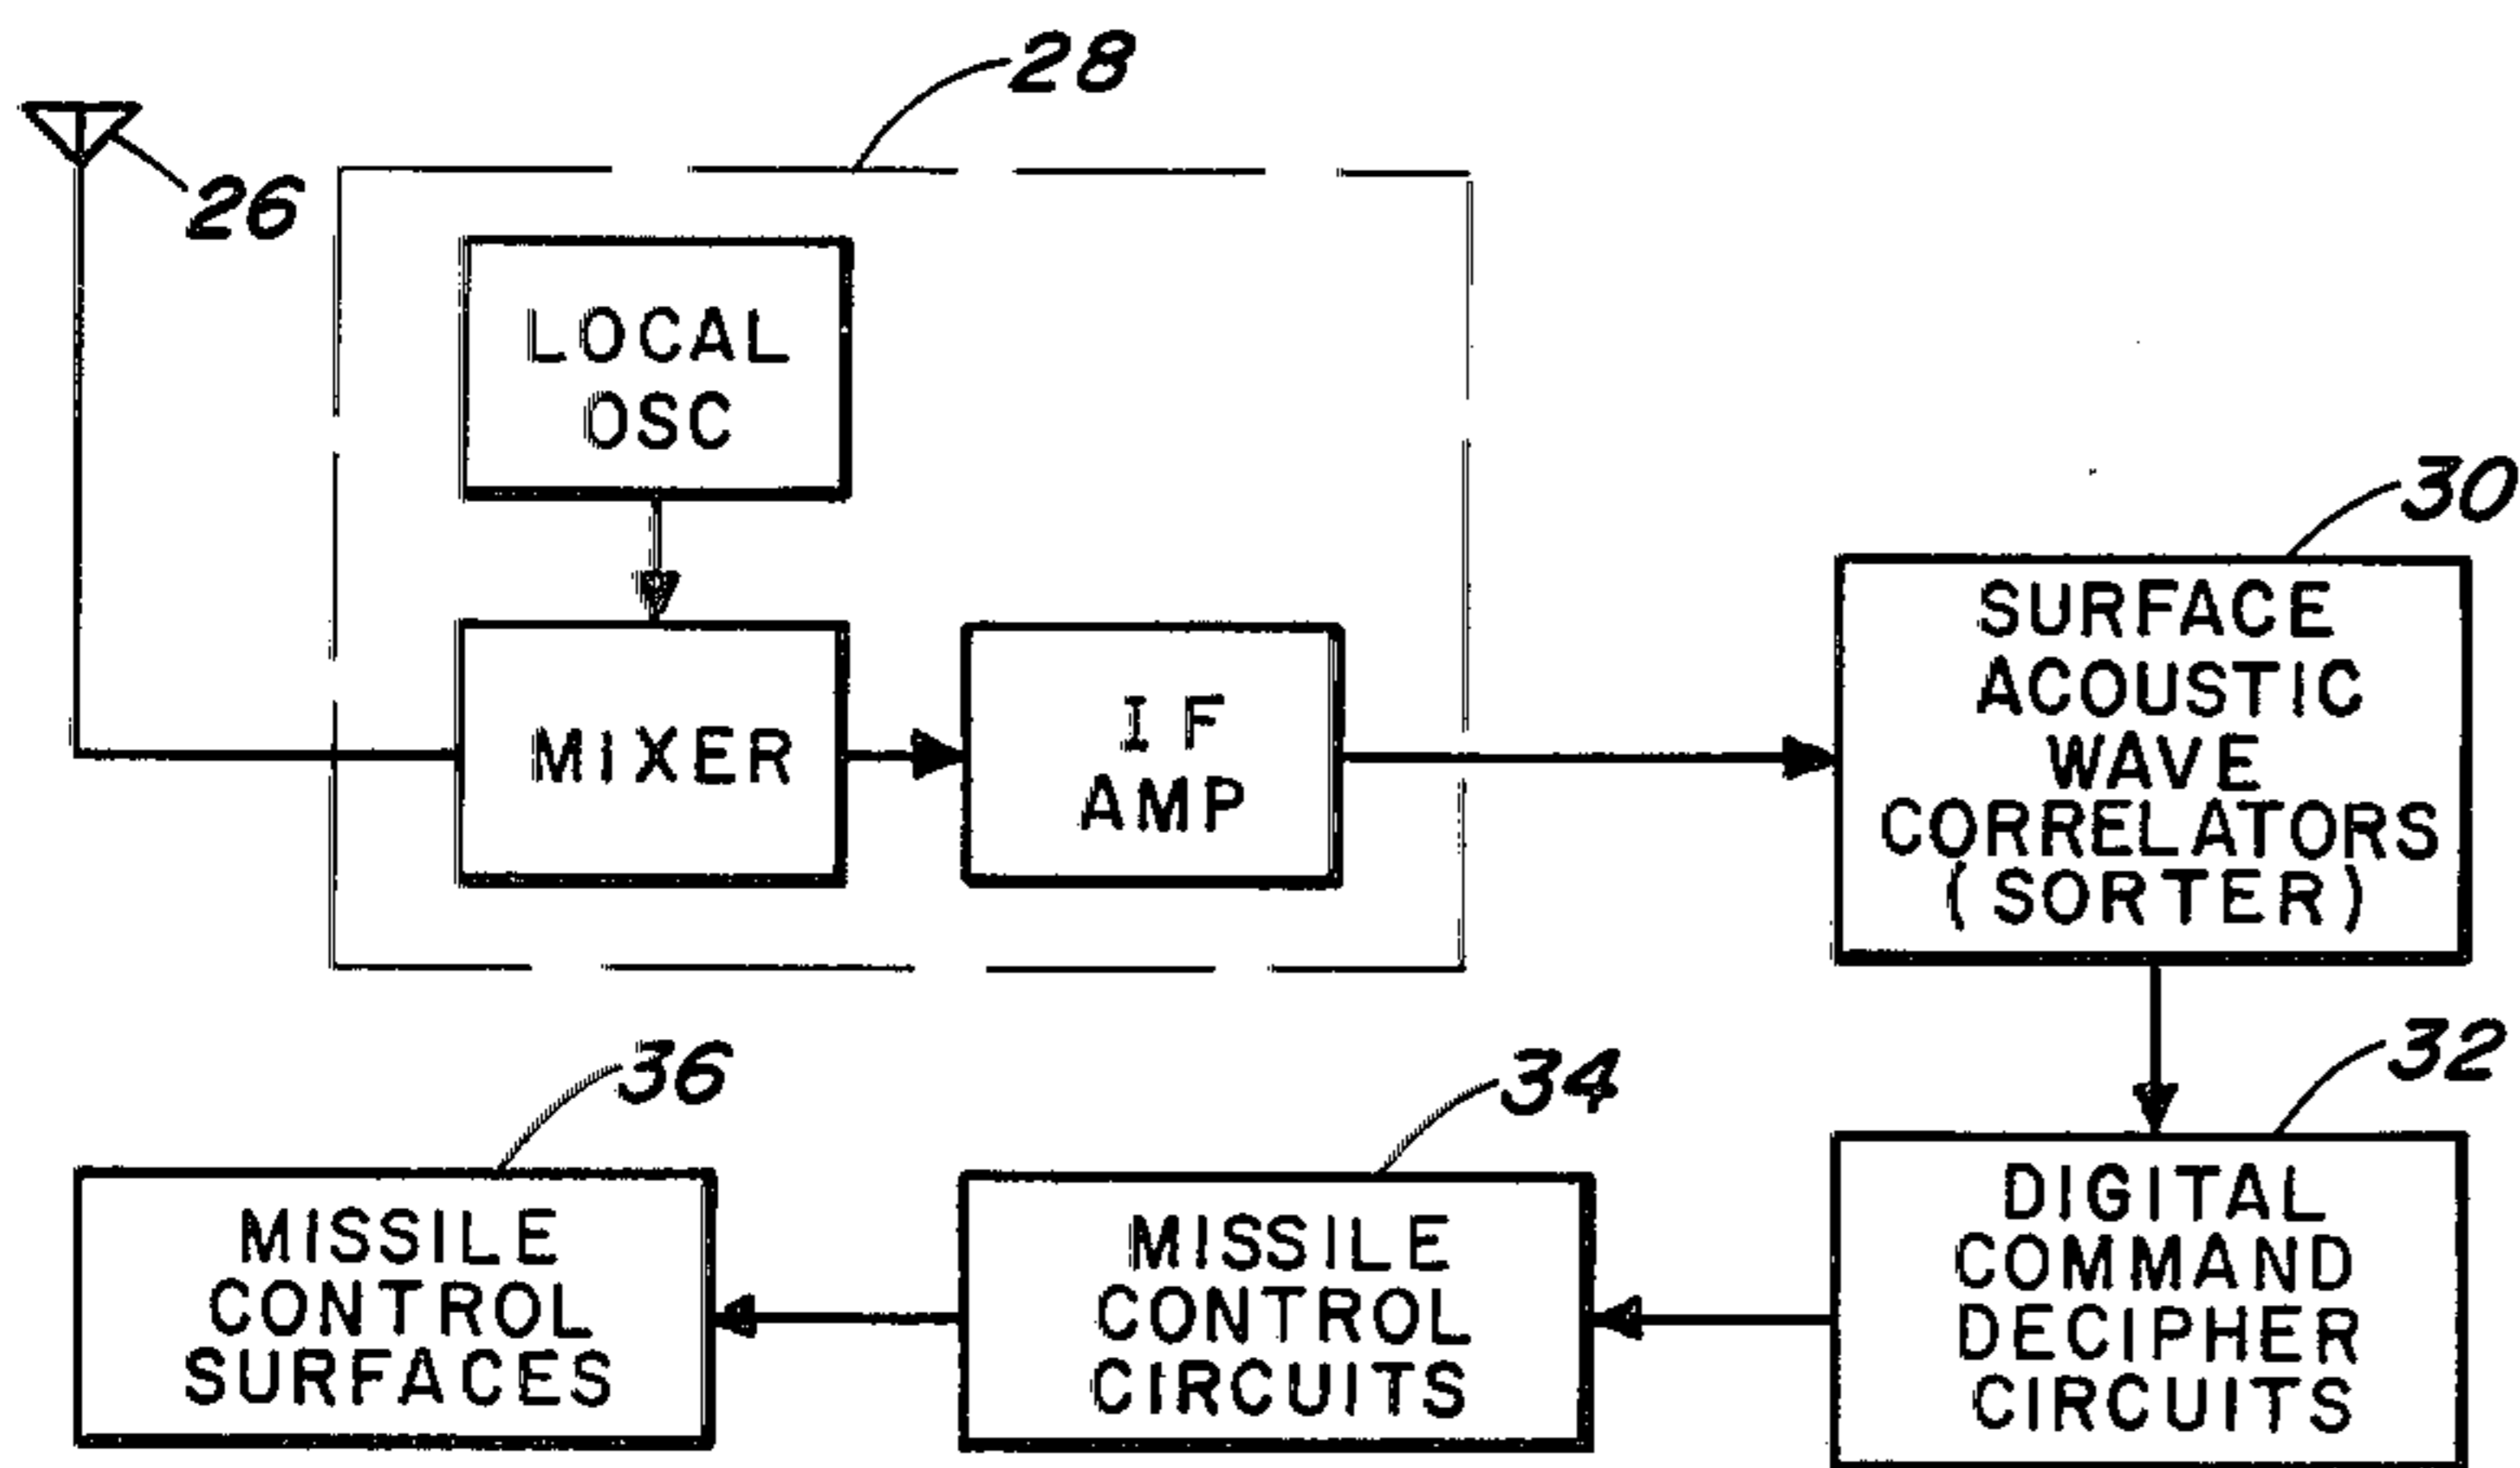 28
26
LOCAL
OSC
MIXER
IF
AMP
30
SURFACE
ACOUSTIC
WAVE
CORRELATORS
(SORTER)
32
DIGITAL
COMMAND
DECIPHER
CIRCUITS
34
MISSILE
CONTROL
CIRCUITS
36
MISSILE
CONTROL
SURFACES